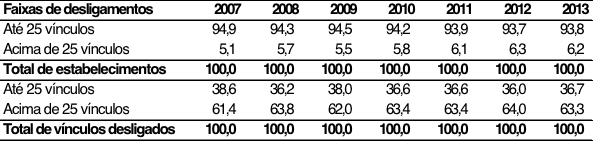 Faixas de desligamentos 2007 2008 2009 2010 2011 2012 2013
Até 25 vínculos 94,9 94,3 94,5 94,2 93,9 93,7 93,8
Acima de 25 vínculos 5,1 5,7 5,5 5,8 6,1 6,3 6,2
Total de estabelecimentos 100,0 100,0 100,0 100,0 100,0 100,0 100,0
Até 25 vínculos 38,6 36,2 38,0 36,6 36,6 36,0 36,7
Acima de 25 vínculos 61,4 63,8 62,0 63,4 63,4 64,0 63,3
Total de vínculos desligados 100,0 100,0 100,0 100,0 100,0 100,0 100,0